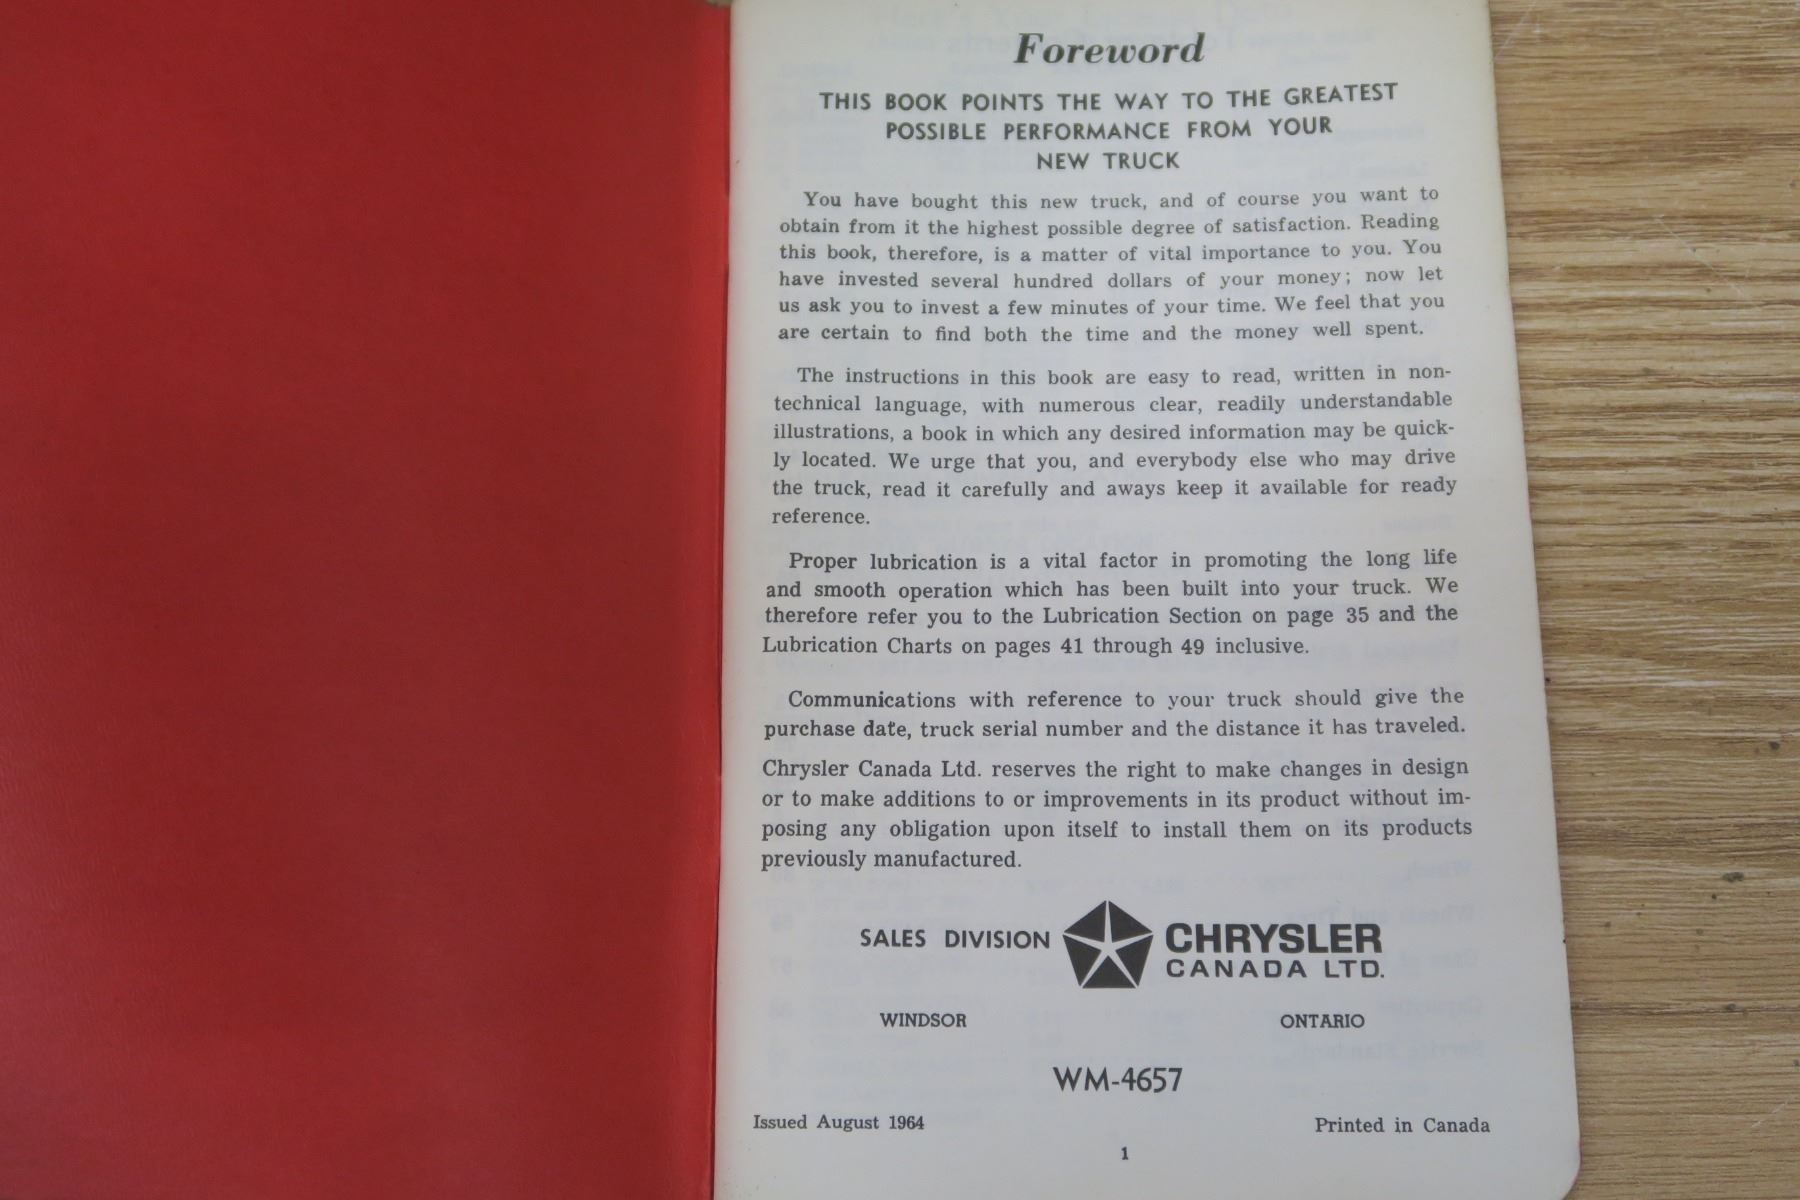 Foreword
THIS BOOK POINTS THE WAY TO THE GREATEST
POSSIBLE PERFORMANCE FROM YOUR
NEW TRUCK
You have bought this new truck, and of course you want to
obtain from it the highest possible degree of satisfaction. Reading
this book, therefore, is a matter of vital importance to you. You
have invested several hundred dollars of your money; now let
us ask you to invest a few minutes of your time. We feel that you
are certain to find both the time and the money well spent.
The instructions in this book are easy to read, written in non-
technical language, with numerous clear, readily understandable
illustrations, a book in which any desired information may be quick-
ly located. We urge that you, and everybody else who may drive
the truck, read it carefully and aways keep it available for ready
reference.
Proper lubrication is a vital factor in promoting the long life
and smooth operation which has been built into your truck. We
therefore refer you to the Lubrication Section on page 35 and the
Lubrication Charts on pages 41 through 49 inclusive.
Communications with reference to your truck should give the
purchase date, truck serial number and the distance it has traveled.
Chrysler Canada Ltd. reserves the right to make changes in design
or to make additions to or improvements in its product without im-
posing any obligation upon itself to install them on its products
previously manufactured.
SALES DIVISION CHRYSLER
CANADA LTD.
WINDSOR ONTARIO
WM-4657
Issued August 1964 Printed in Canada
1